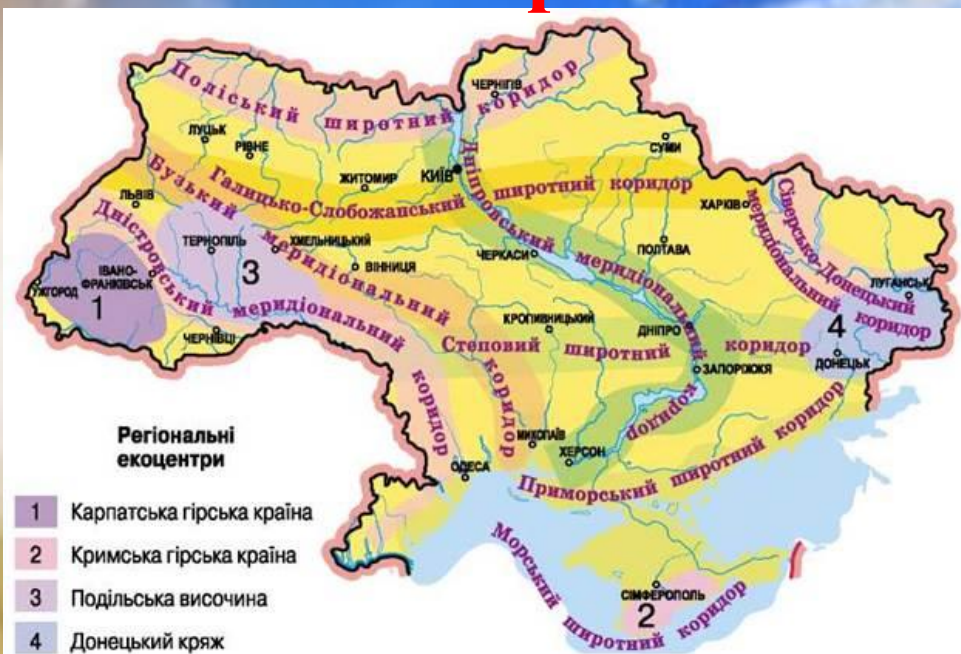 Поліський широтний коридор
ЧЕРНІГІВ
ЛУЦЬК
РІВНЕ
СУМИ
ЖИТОМИР
КИЇВ
Галицько-Слобожанський широтний коридор
ЛЬВІВ
ХАРКІВ
Бузький меридіональний коридор
Дніпровський меридіональний коридор
Сіверсько-Донецький меридіональний коридор
ТЕРНОПІЛЬ
ХМЕЛЬНИЦЬКИЙ
3
ВІННИЦЯ
ЧЕРКАСИ
ПОЛТАВА
ЛУГАНСЬК
Дністровський меридіональний коридор
ІВАНО-
ФРАНКІВСЬК
УЖГОРОД
1
ЧЕРНІВЦІ
КРОПИВНИЦЬКИЙ
ДНІПРО
4
ДОНЕЦЬК
Степовий широтний коридор
ЗАПОРІЖЖЯ
МИКОЛАЇВ
ХЕРСОН
ОДЕСА
Приморський широтний коридор
Морський широтний коридор
СІМФЕРОПОЛЬ
2
Регіональні
екоцентри
1 Карпатська гірська країна
2 Кримська гірська країна
3 Подільська височина
4 Донецький кряж